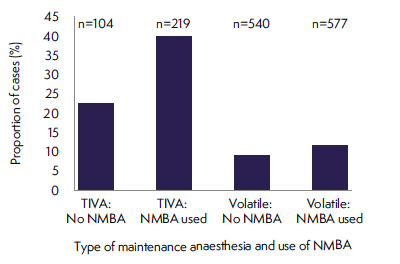 Proportion of cases (%)
45
40
35
30
25
20
15
10
5
0
n=104 n=219 n=540 n=577
TIVA: TIVA: Volatile: Volatile:
No NMBA NMBA used No NMBA NMBA used
Type of maintenance anaesthesia and use of NMBA